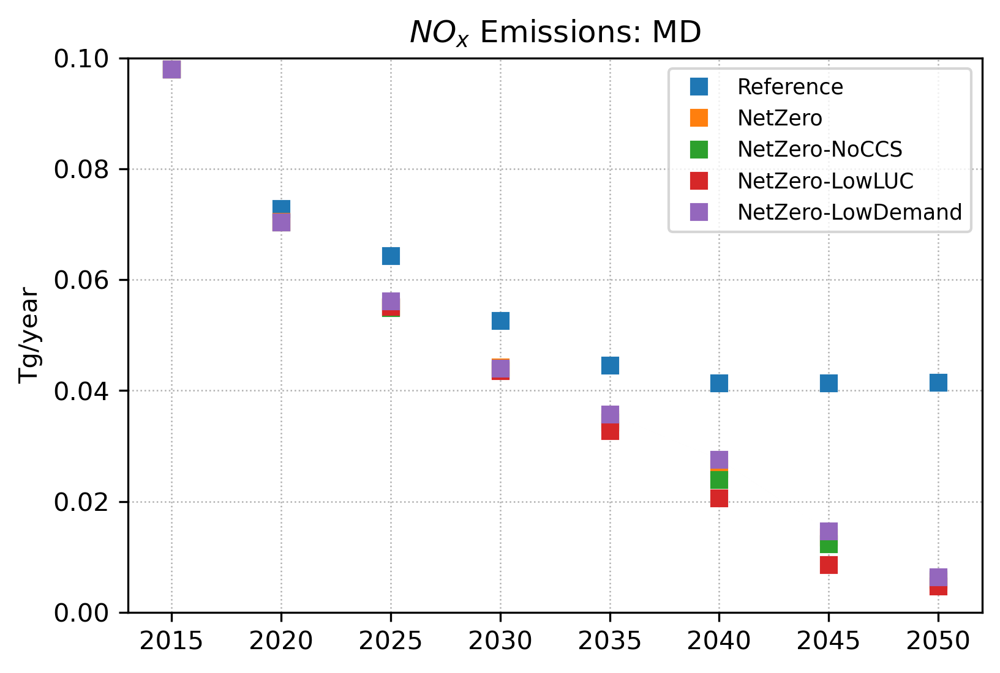 NOx Emissions: MD
0.10
0.08
0.06
0.04
0.02
0.00
Tg/year
Reference
NetZero
NetZero-NoCCS
NetZero-LowLUC
NetZero-LowDemand
2015 2020 2025 2030 2035 2040 2045 2050